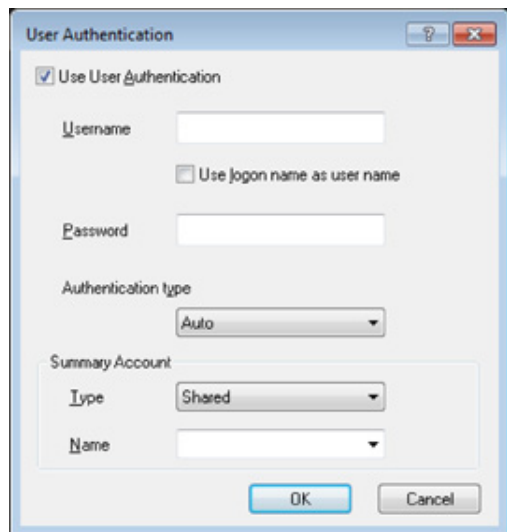 User Authentication
?
Use User Authentication
Username
Use logon name as user name
Password
Authentication type
Auto
Summary Account
Type Shared
Name
OK Cancel